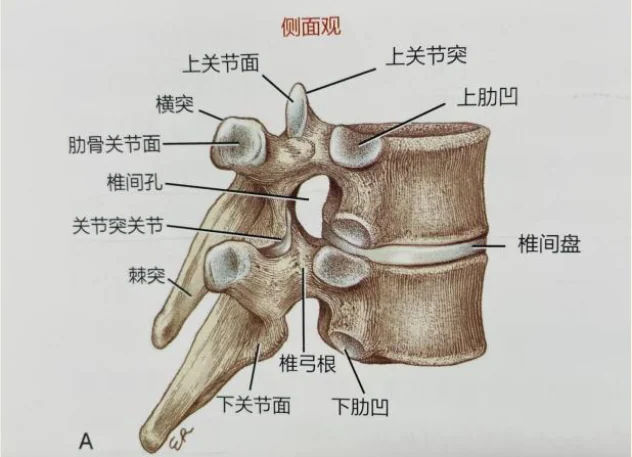 侧面观
上关节面
上关节突
横突
上肋凹
肋骨关节面
椎间孔
关节突关节
椎间盘
棘突
椎弓根
下关节面
下肋凹
A